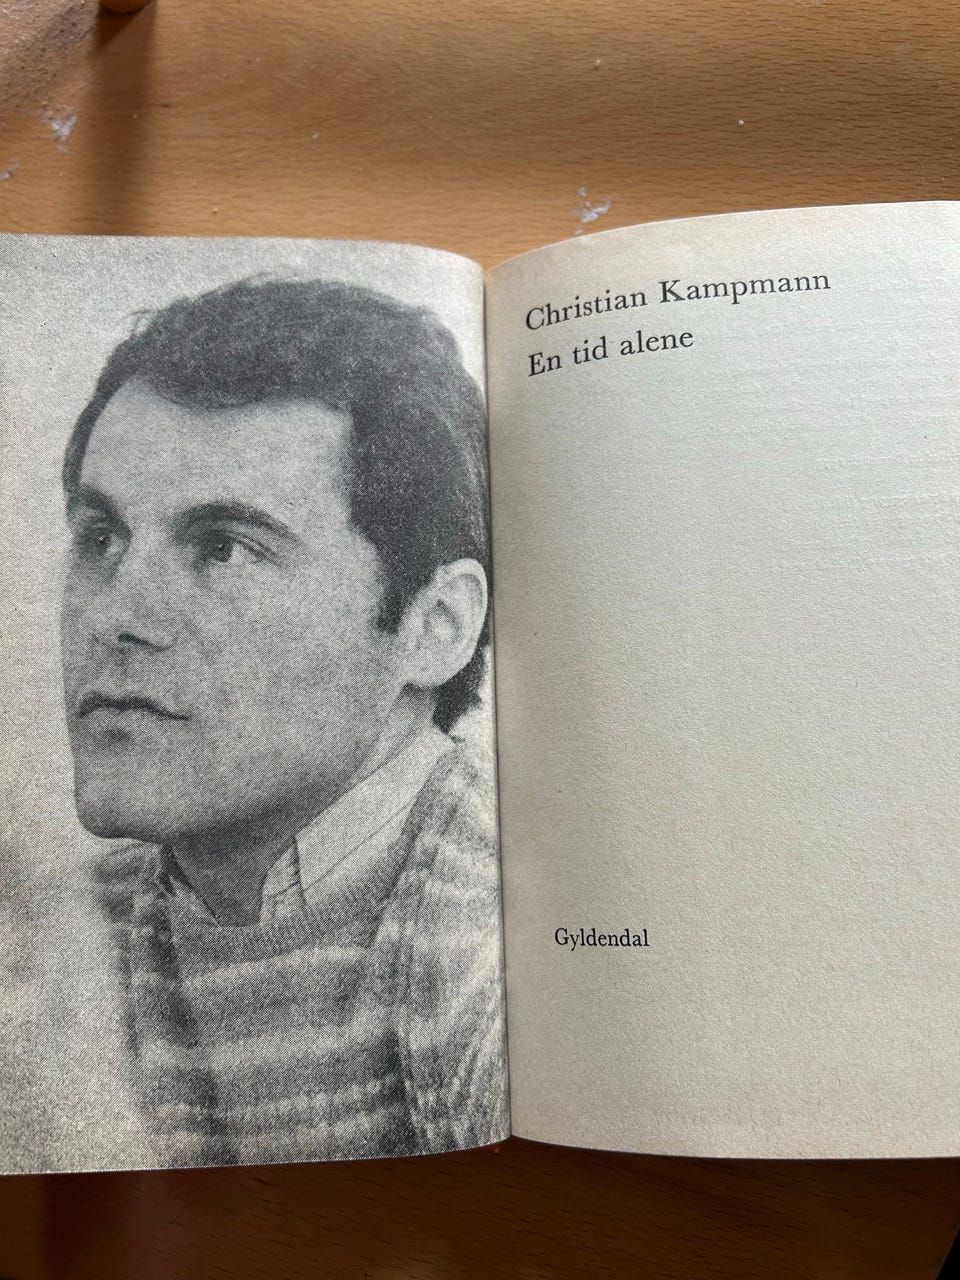 Christian Kampmann
En tid alene
Gyldendal